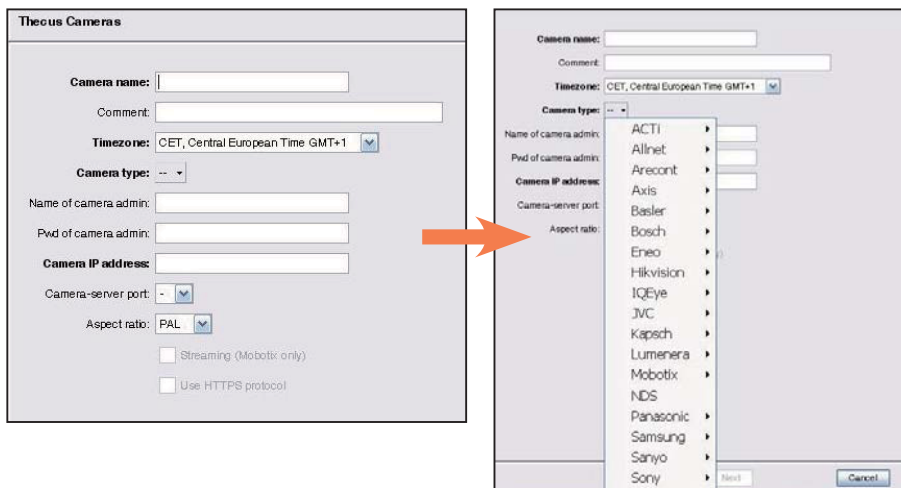 Thecus Cameras
Camera name:
Comment:
Timezone: CET, Central European Time GMT+1
Camera type: --
Name of camera admin:
Pwd of camera admin:
Camera IP address:
Camera-server port: -
Aspect ratio: PAL
Streaming (Mobotix only)
Use HTTPS protocol
Camera name:
Comment:
Timezone: CET, Central European Time GMT+1
Camera type: --
Name of camera admin:
Pwd of camera admin:
Camera IP address:
Camera-server port:
Aspect ratio:
ACTi
Allnet
Arecont
Axis
Basler
Bosch
Eneo
Hikvision
IQEye
JVC
Kapsch
Lumenera
Mobotix
NDS
Panasonic
Samsung
Sanyo
Sony
Next
Cancel